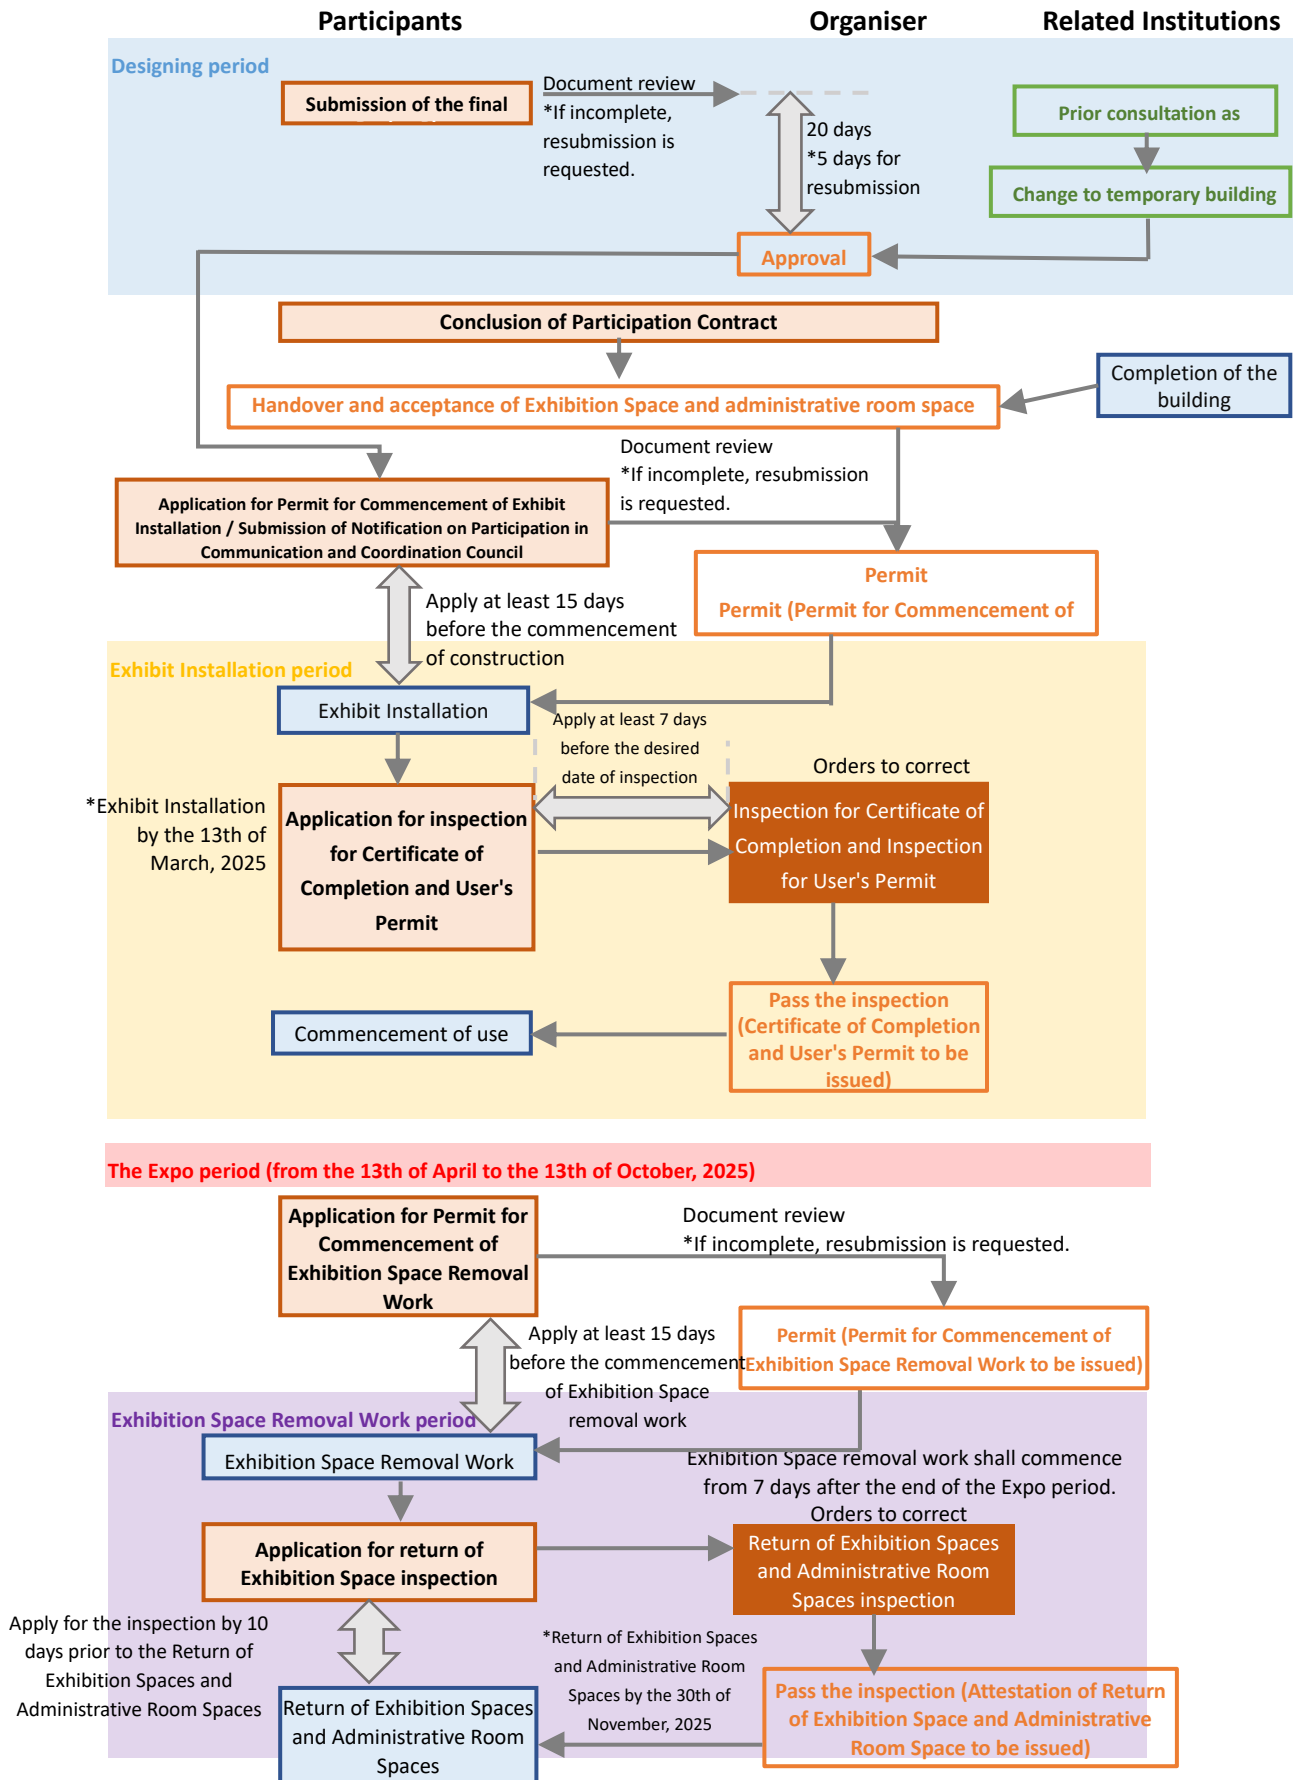 Participants
Organiser
Related Institutions
Designing period
Submission of the final
Document review
*If incomplete,
resubmission is
requested.
20 days
*5 days for
resubmission
Prior consultation as
Change to temporary building
Approval
Conclusion of Participation Contract
Completion of the
building
Handover and acceptance of Exhibition Space and administrative room space
Document review
*If incomplete, resubmission
is requested.
Application for Permit for Commencement of Exhibit
Installation / Submission of Notification on Participation in
Communication and Coordination Council
Permit
Permit (Permit for Commencement of
Apply at least 15 days
before the commencement
of construction
Exhibit Installation period
Exhibit Installation
Apply at least 7 days
before the desired
date of inspection
Orders to correct
*Exhibit Installation
by the 13th of
March, 2025
Application for inspection
for Certificate of
Completion and User's
Permit
Inspection for Certificate of
Completion and Inspection
for User's Permit
Pass the inspection
(Certificate of Completion
and User's Permit to be
issued)
Commencement of use
The Expo period (from the 13th of April to the 13th of October, 2025)
Application for Permit for
Commencement of
Exhibition Space Removal
Work
Document review
*If incomplete, resubmission is requested.
Permit (Permit for Commencement of
Exhibition Space Removal Work to be issued)
Apply at least 15 days
before the commencement
of Exhibition Space
removal work
Exhibition Space Removal Work period
Exhibition Space Removal Work
Exhibition Space removal work shall commence
from 7 days after the end of the Expo period.
Orders to correct
Application for return of
Exhibition Space inspection
Return of Exhibition Spaces
and Administrative Room
Spaces inspection
Apply for the inspection by 10
days prior to the Return of
Exhibition Spaces and
Administrative Room Spaces
*Return of Exhibition Spaces
and Administrative Room
Spaces by the 30th of
November, 2025
Pass the inspection (Attestation of Return
of Exhibition Space and Administrative
Room Space to be issued)
Return of Exhibition Spaces
and Administrative Room
Spaces